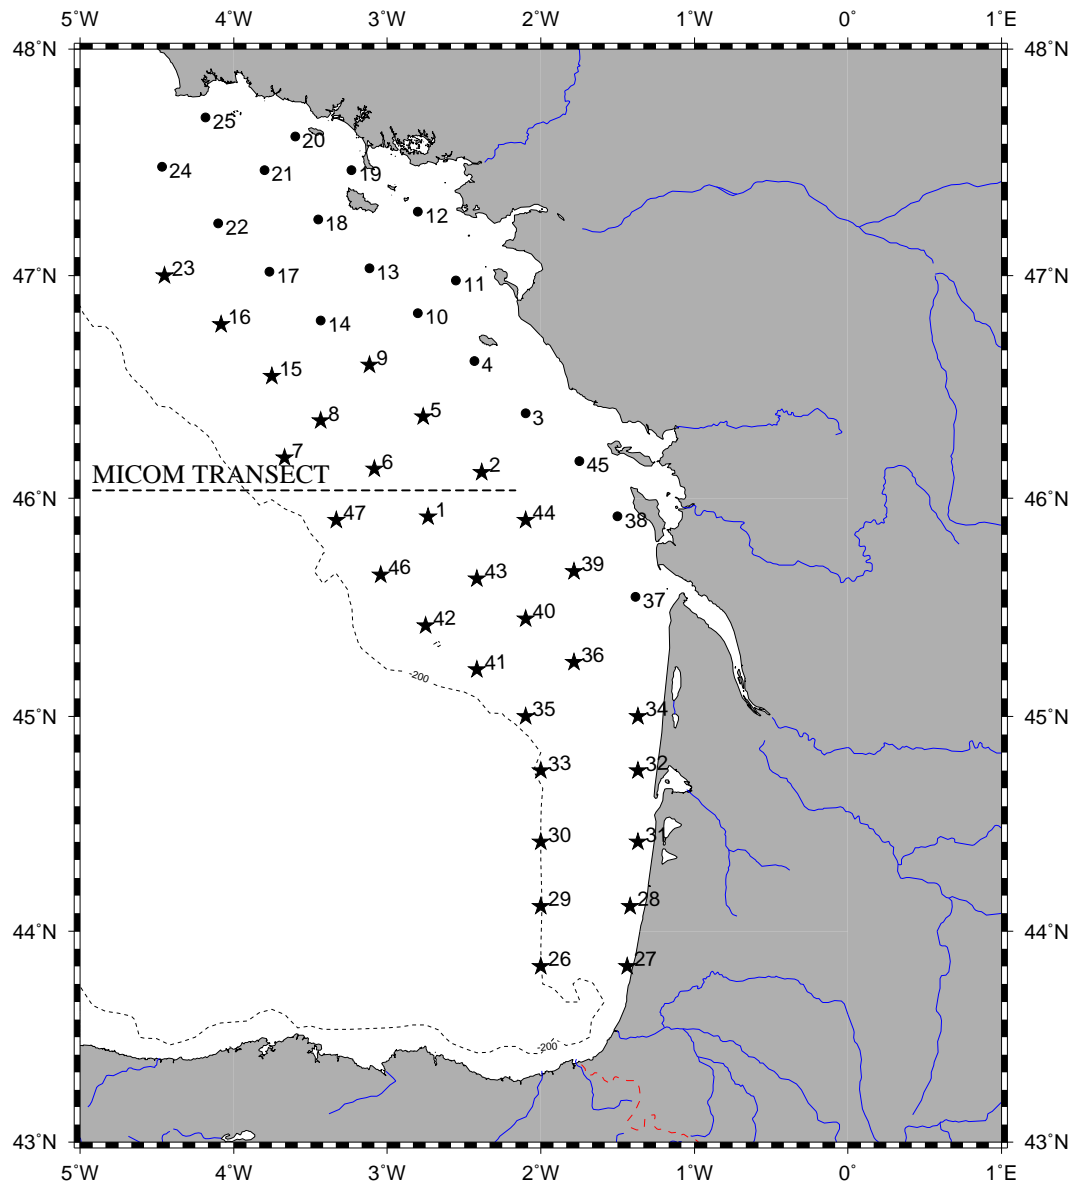 5°W 4°W 3°W 2°W 1°W 0° 1°E
48˚N 48˚N
25
20
24 21 19
12
22 18
23 17 13 47˚N 47˚N
11
16 14 10
9
15 4
8 5 3
7 6 2 45
MICOM TRANSECT
46˚N 46˚N
47 1 44 38
46 43 39
37
42 40
41 36
-200
35 34 45˚N 45˚N
33 32
30 31
29 28
44˚N 44˚N
26 27
-200
43˚N 43˚N
5°W 4°W 3°W 2°W 1°W 0° 1°E